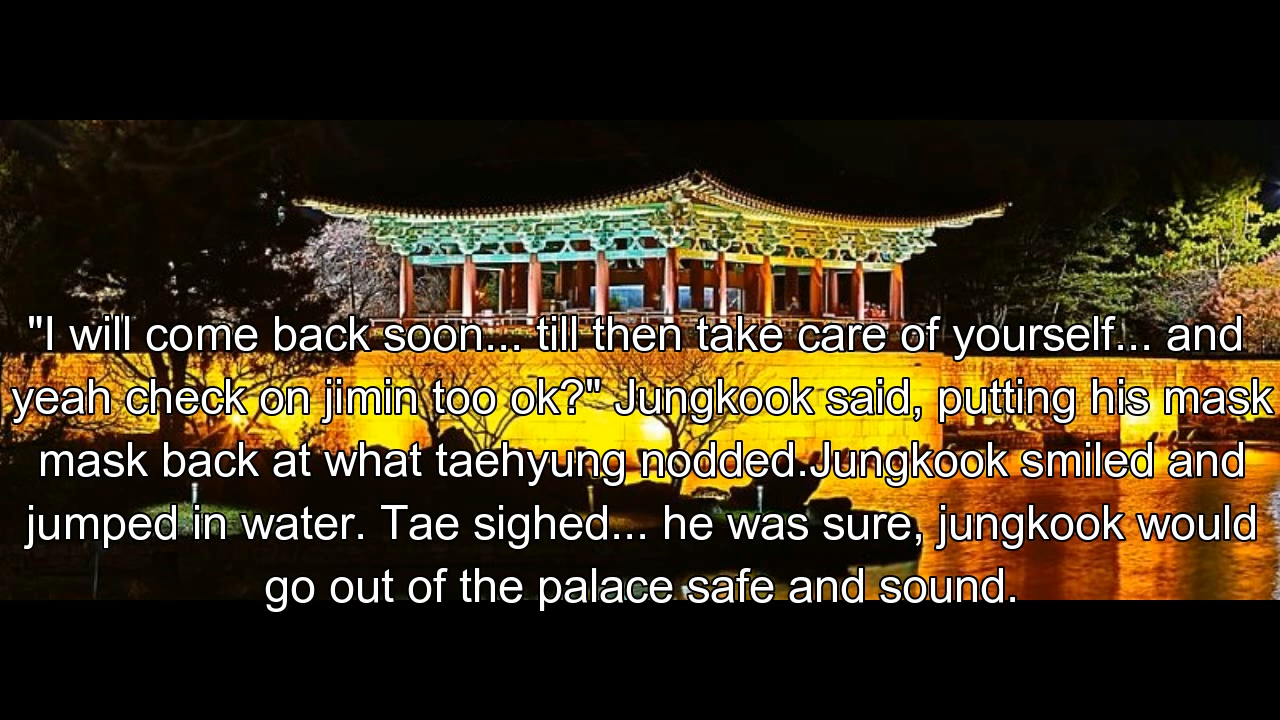 "I will come back soon... till then take care of yourself... and
yeah check on jimin too ok?" Jungkook said, putting his mask
mask back at what taehyung nodded.Jungkook smiled and
jumped in water. Tae sighed... he was sure, jungkook would
go out of the palace safe and sound.